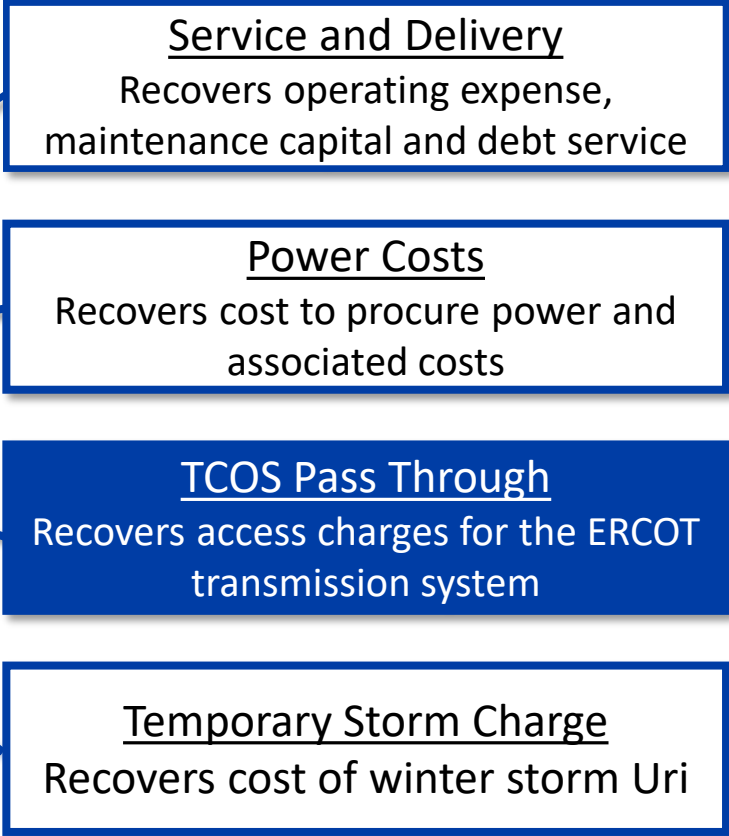 Service and Delivery
Recovers operating expense,
maintenance capital and debt service
Power Costs
Recovers cost to procure power and
associated costs
TCOS Pass Through
Recovers access charges for the ERCOT
transmission system
Temporary Storm Charge
Recovers cost of winter storm Uri